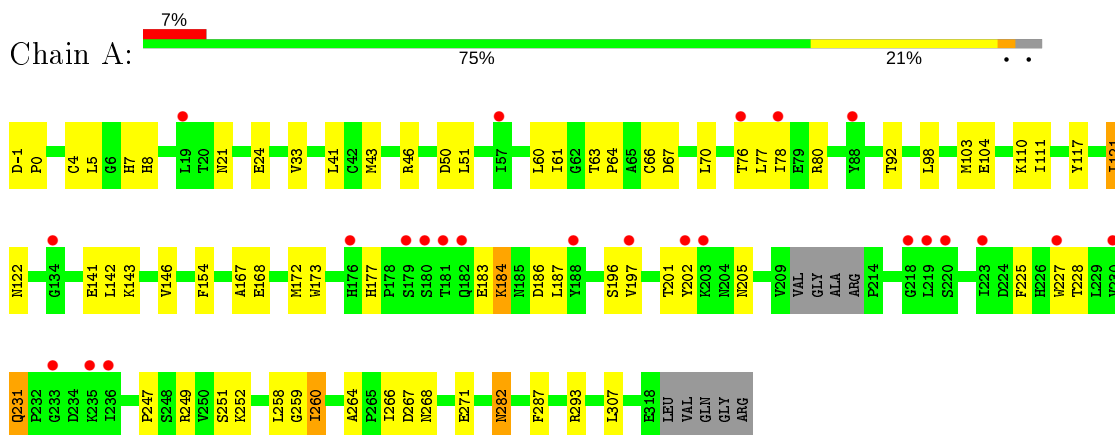 7%
Chain A:
75% 21% • •
D-1 P0 C4 L5 G6 H7 H8 L19 T20 N21 E24 V33 L41 C42 M43 R46 D50 L51 I57 L60 I61 G62 T63 P64 A65 C66 D67 L70 T76 L77 I78 E79 R80 Y88 T92 L98 M103 E104 K110 I111 Y117 I121
N122 G134 E141 L142 K143 V146 F154 A167 E168 M172 W173 H176 H177 P178 S179 S180 T181 Q182 E183 K184 N185 D186 L187 Y188 S196 V197 T201 Y202 K203 N204 N205 V209 VAL GLY ALA ARG P214 G218 L219 S220 I223 D224 F225 H226 W227 T228 L229 V230
Q231 P232 G233 D234 K235 I236 P247 S248 R249 V250 S251 K252 L258 G259 I260 A264 P265 I266 D267 N268 E271 N282 F287 R293 L307 E318 LEU VAL GLN GLY ARG